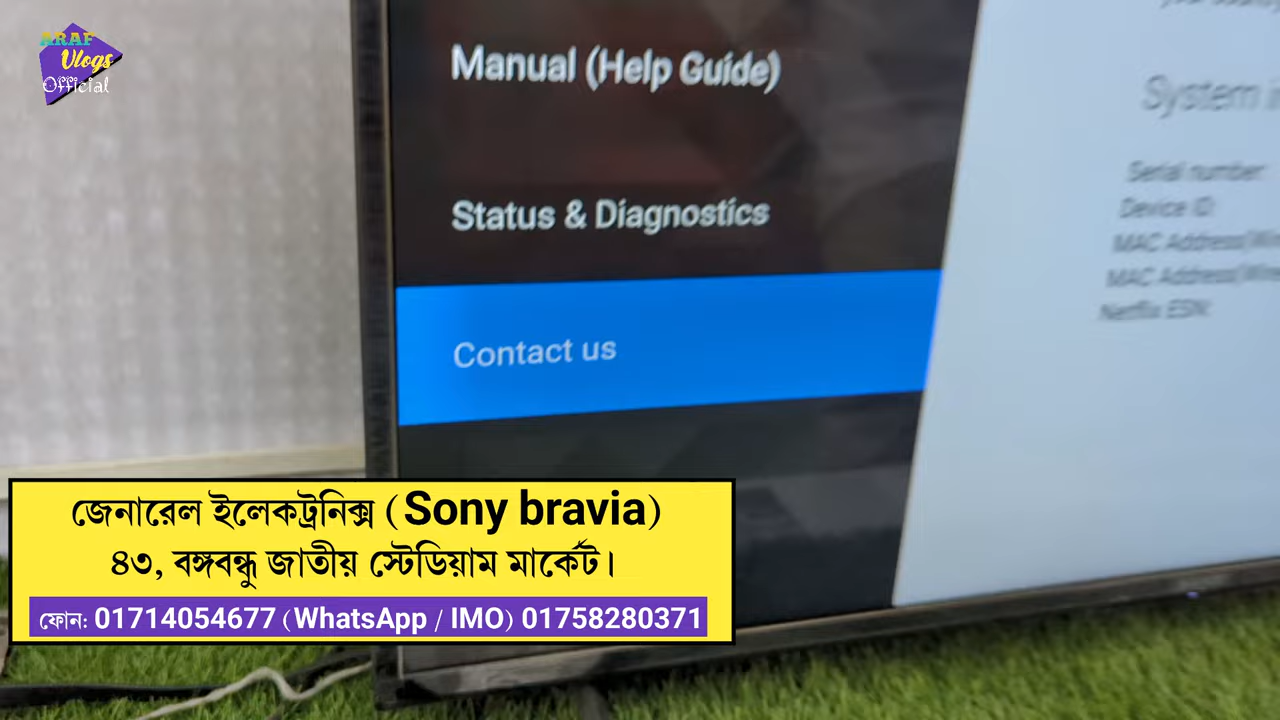 ARAF
Vlogs
Official
Manual (Help Guide)
Status & Diagnostics
Contact us
System
Serial number:
Device ID:
MAC Address
MAC Address
Netflix ESN:
জেনারেল ইলেকট্রনিক্স (Sony bravia)
৪৩, বঙ্গবন্ধু জাতীয় স্টেডিয়াম মার্কেট।
ফোন: 01714054677 (WhatsApp / IMO) 01758280371